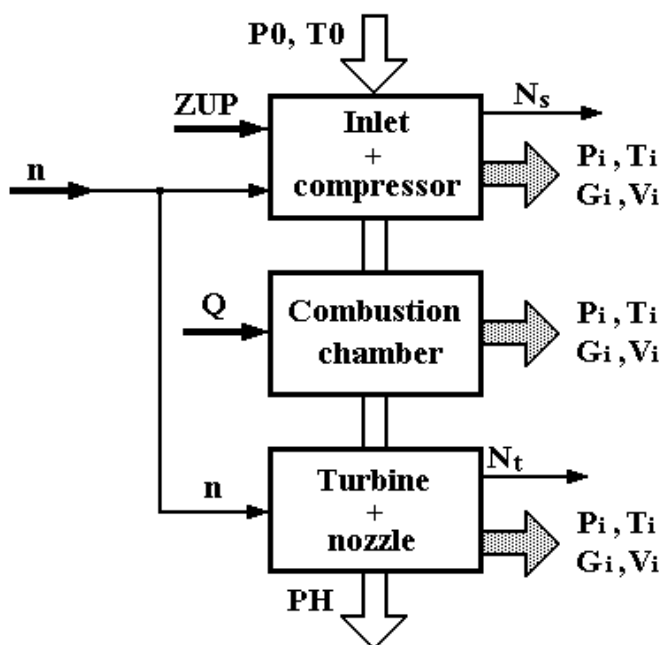 P0, T0
ZUP
Inlet
+
compressor
Ns
Pi , Ti
Gi ,Vi
n
Q
Combustion
chamber
Pi , Ti
Gi ,Vi
n
Turbine
+
nozzle
Nt
Pi , Ti
Gi ,Vi
PH